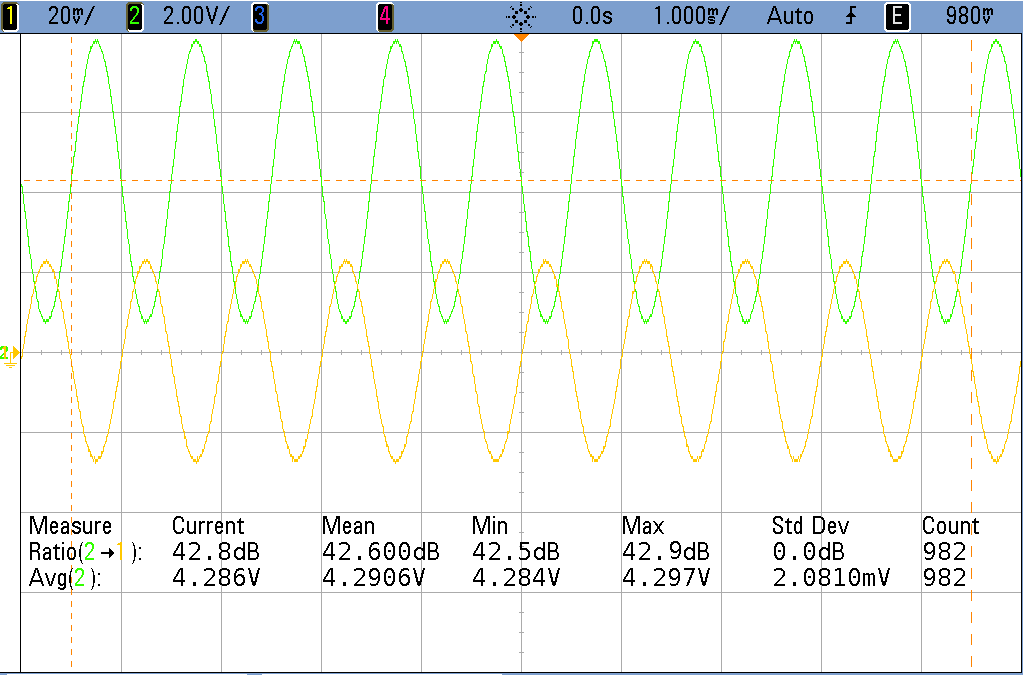 1 20mV/ 2 2.00V/ 3 4 0.0s 1.000ms/ Auto E 980mV
2
Measure Current Mean Min Max Std Dev Count
Ratio(2→1 ): 42.8dB 42.600dB 42.5dB 42.9dB 0.0dB 982
Avg(2 ): 4.286V 4.2906V 4.284V 4.297V 2.0810mV 982